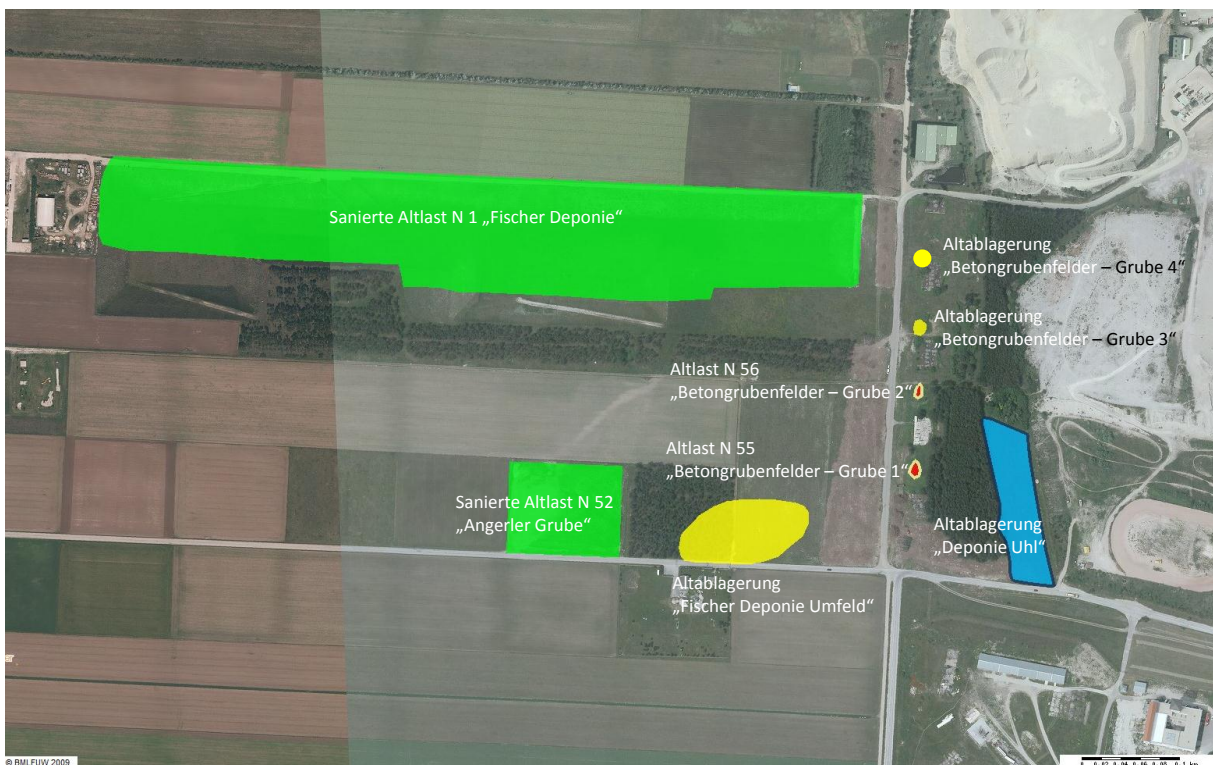 Sanierte Altlast N 1 „Fischer Deponie“
Altablagerung
„Betongrubenfelder – Grube 4“
Altablagerung
„Betongrubenfelder – Grube 3“
Altlast N 56
„Betongrubenfelder – Grube 2“
Altlast N 55
„Betongrubenfelder – Grube 1“
Sanierte Altlast N 52
„Angerler Grube“
Altablagerung
„Deponie Uhl“
Altablagerung
„Fischer Deponie Umfeld“
© BMLFUW 2009